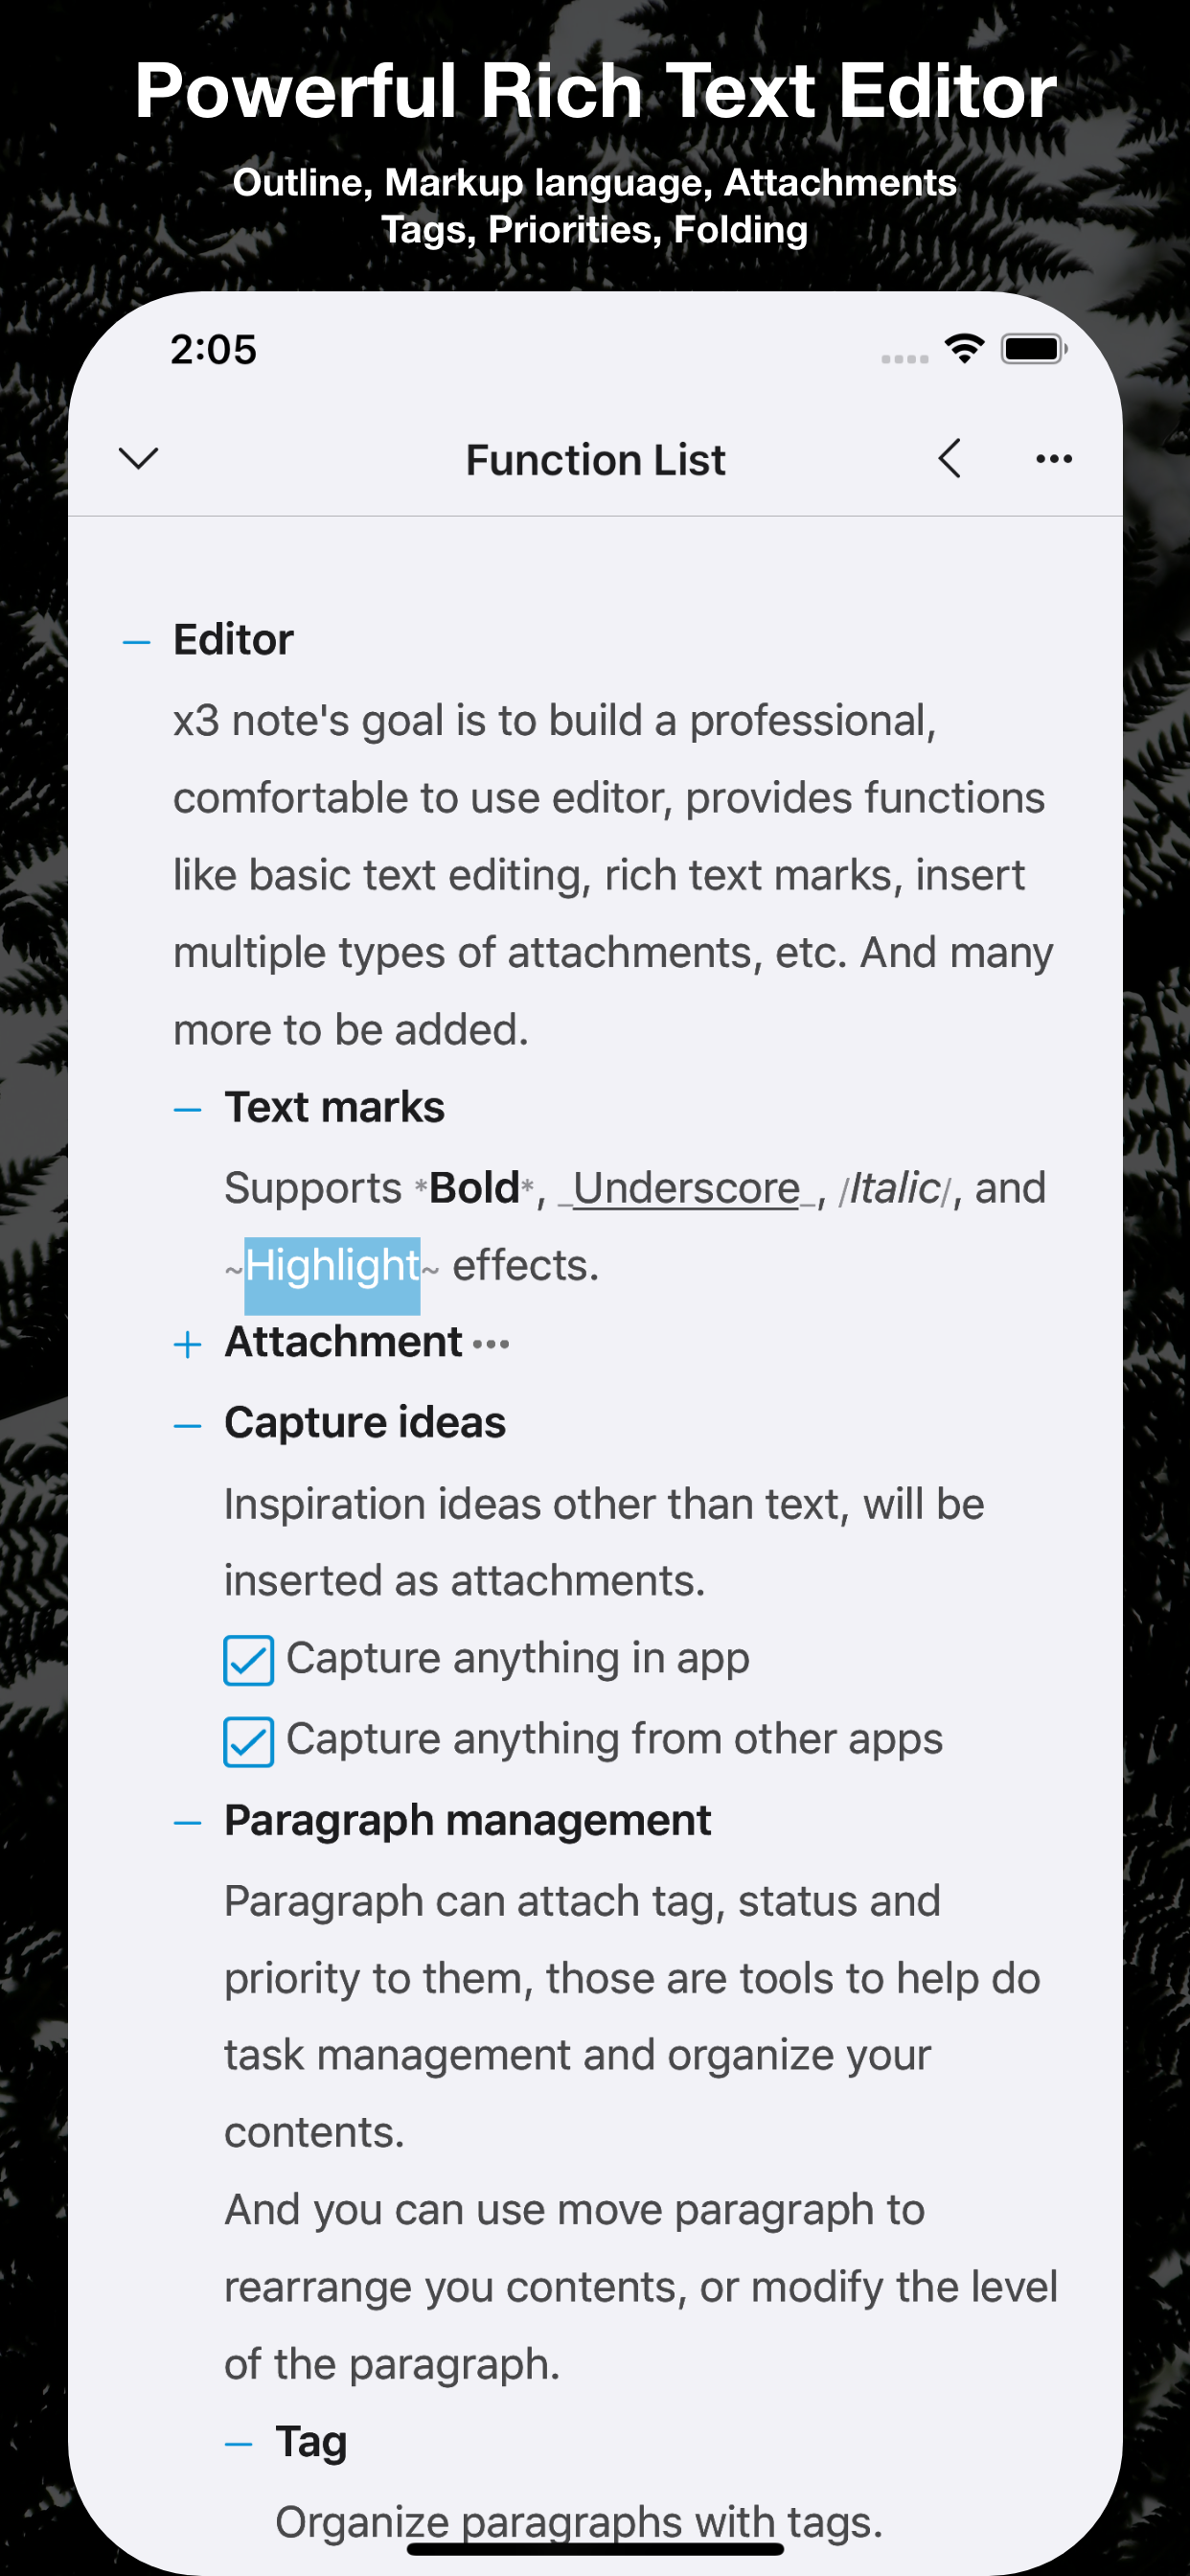 Powerful Rich Text Editor
Outline, Markup language, Attachments
Tags, Priorities, Folding
2:05
Function List
Editor
x3 note's goal is to build a professional,
comfortable to use editor, provides functions
like basic text editing, rich text marks, insert
multiple types of attachments, etc. And many
more to be added.
Text marks
Supports *Bold*, _Underscore_, /Italic/, and
~Highlight~ effects.
Attachment •••
Capture ideas
Inspiration ideas other than text, will be
inserted as attachments.
Capture anything in app
Capture anything from other apps
Paragraph management
Paragraph can attach tag, status and
priority to them, those are tools to help do
task management and organize your
contents.
And you can use move paragraph to
rearrange you contents, or modify the level
of the paragraph.
Tag
Organize paragraphs with tags.